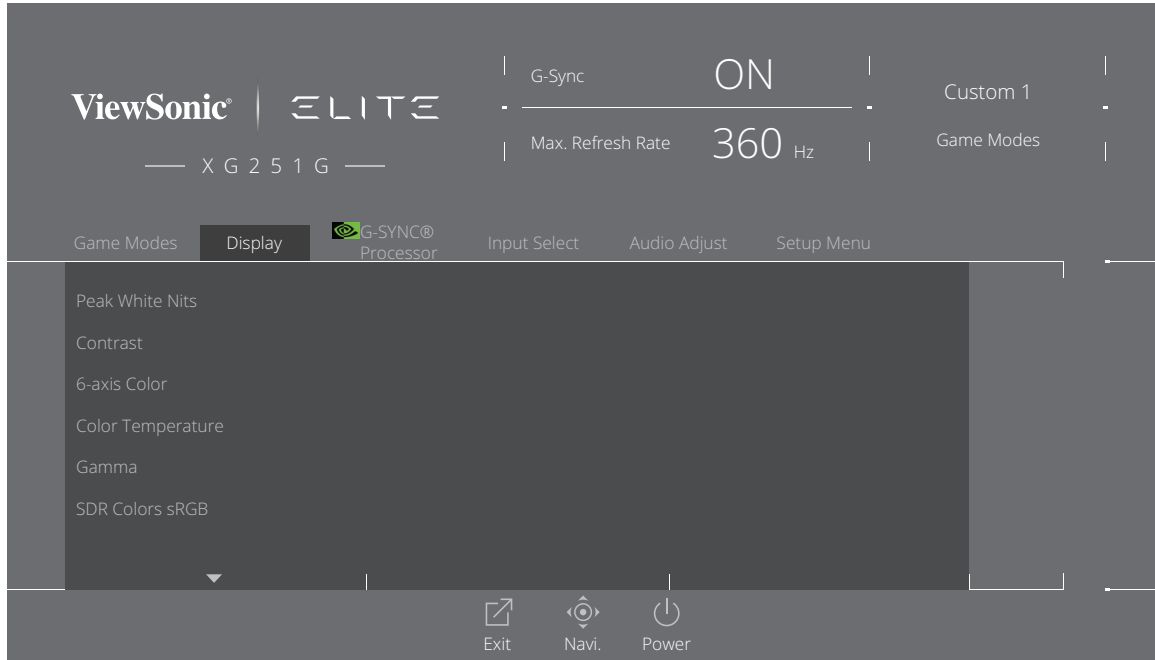 ViewSonic® ELITE
XG251G
G-Sync ON
Max. Refresh Rate 360 Hz
Custom 1
Game Modes
Game Modes
Display
G-SYNC®
Processor
Input Select
Audio Adjust
Setup Menu
Peak White Nits
Contrast
6-axis Color
Color Temperature
Gamma
SDR Colors sRGB
Exit
Navi.
Power